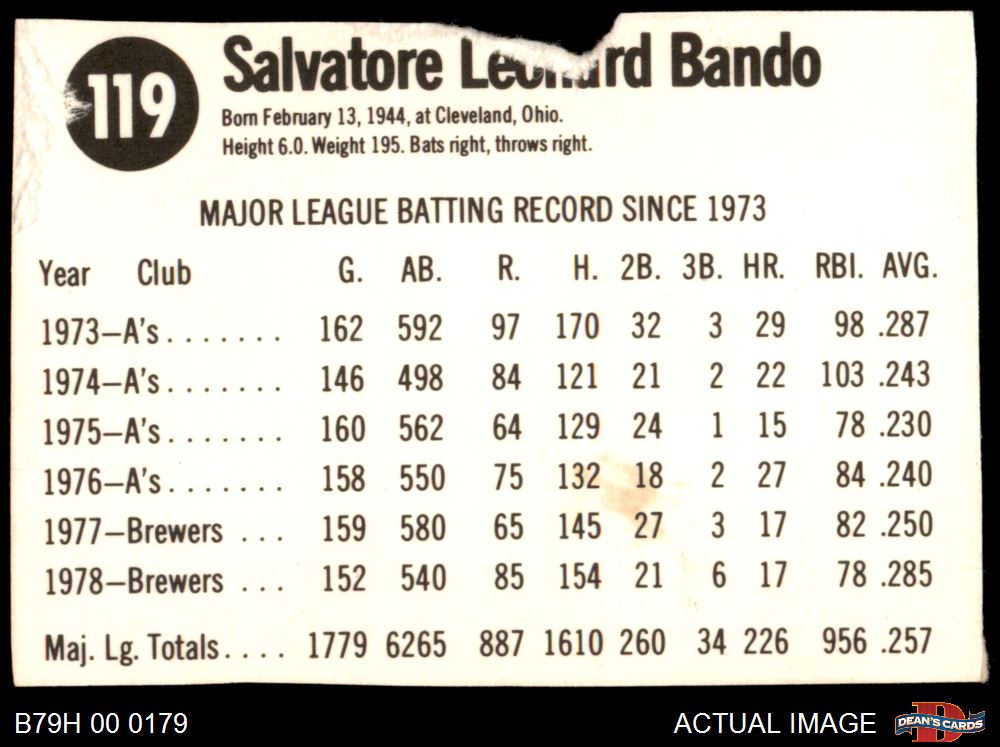 119
Salvatore Leonard Bando
Born February 13, 1944, at Cleveland, Ohio.
Height 6.0. Weight 195. Bats right, throws right.
MAJOR LEAGUE BATTING RECORD SINCE 1973
Year Club G. AB. R. H. 2B. 3B. HR. RBI. AVG.
1973—A's....... 162 592 97 170 32 3 29 98 .287
1974—A's....... 146 498 84 121 21 2 22 103 .243
1975—A's....... 160 562 64 129 24 1 15 78 .230
1976—A's....... 158 550 75 132 18 2 27 84 .240
1977—Brewers ... 159 580 65 145 27 3 17 82 .250
1978—Brewers ... 152 540 85 154 21 6 17 78 .285
Maj. Lg. Totals.... 1779 6265 887 1610 260 34 226 956 .257
B79H 00 0179
ACTUAL IMAGE
D
DEAN'S CARDS